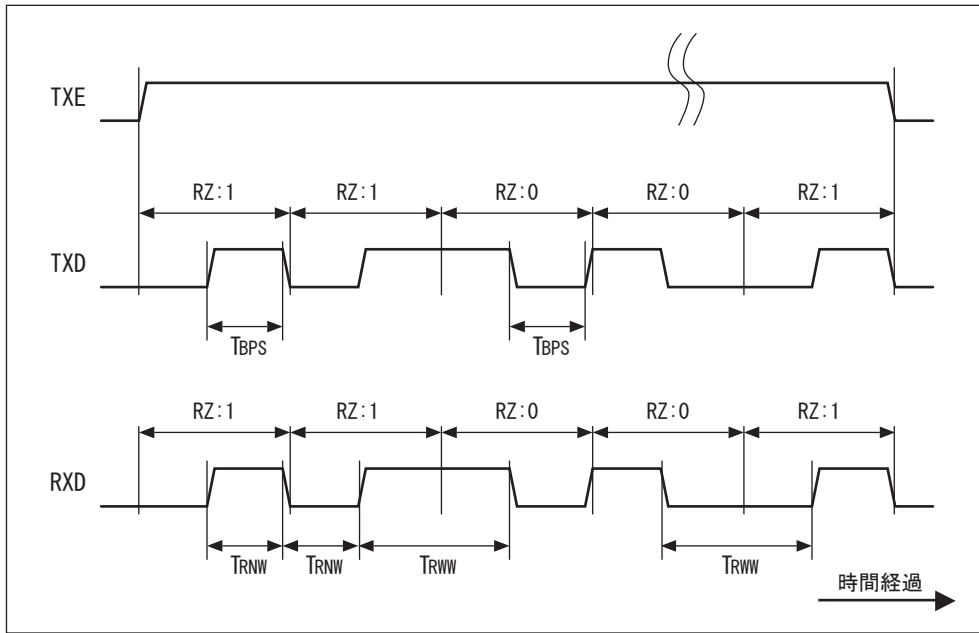 TXE
RZ:1 RZ:1 RZ:0 RZ:0 RZ:1
TXD
TBPS TBPS
RZ:1 RZ:1 RZ:0 RZ:0 RZ:1
RXD
TRNW TRNW TRWW TRWW
時間経過